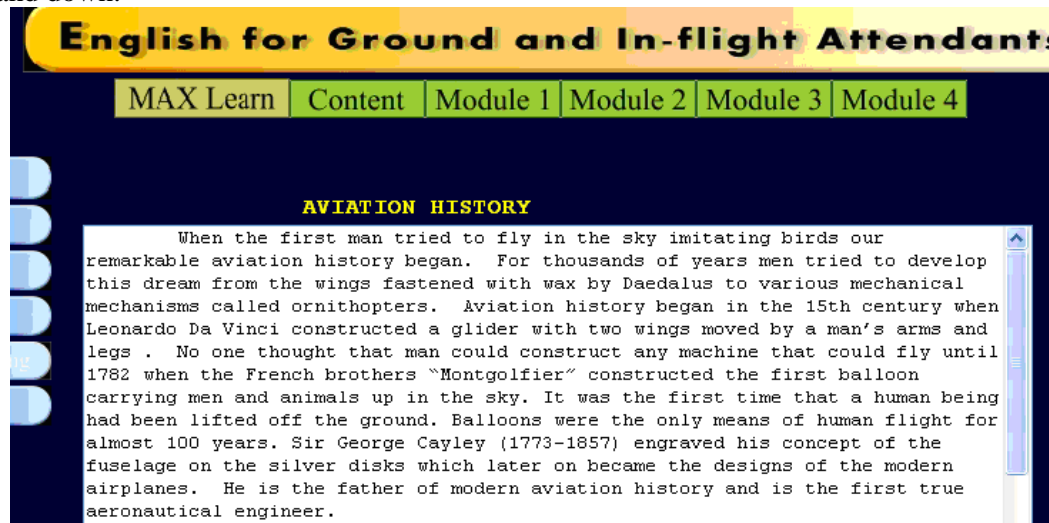 and down.
English for Ground and In-flight Attendants
MAX Learn Content Module 1 Module 2 Module 3 Module 4
AVIATION HISTORY
When the first man tried to fly in the sky imitating birds our
remarkable aviation history began.  For thousands of years men tried to develop
this dream from the wings fastened with wax by Daedalus to various mechanical
mechanisms called ornithopters.  Aviation history began in the 15th century when
Leonardo Da Vinci constructed a glider with two wings moved by a man's arms and
legs .  No one thought that man could construct any machine that could fly until
1782 when the French brothers “Montgolfier” constructed the first balloon
carrying men and animals up in the sky. It was the first time that a human being
had been lifted off the ground. Balloons were the only means of human flight for
almost 100 years. Sir George Cayley (1773-1857) engraved his concept of the
fuselage on the silver disks which later on became the designs of the modern
airplanes.  He is the father of modern aviation history and is the first true
aeronautical engineer.